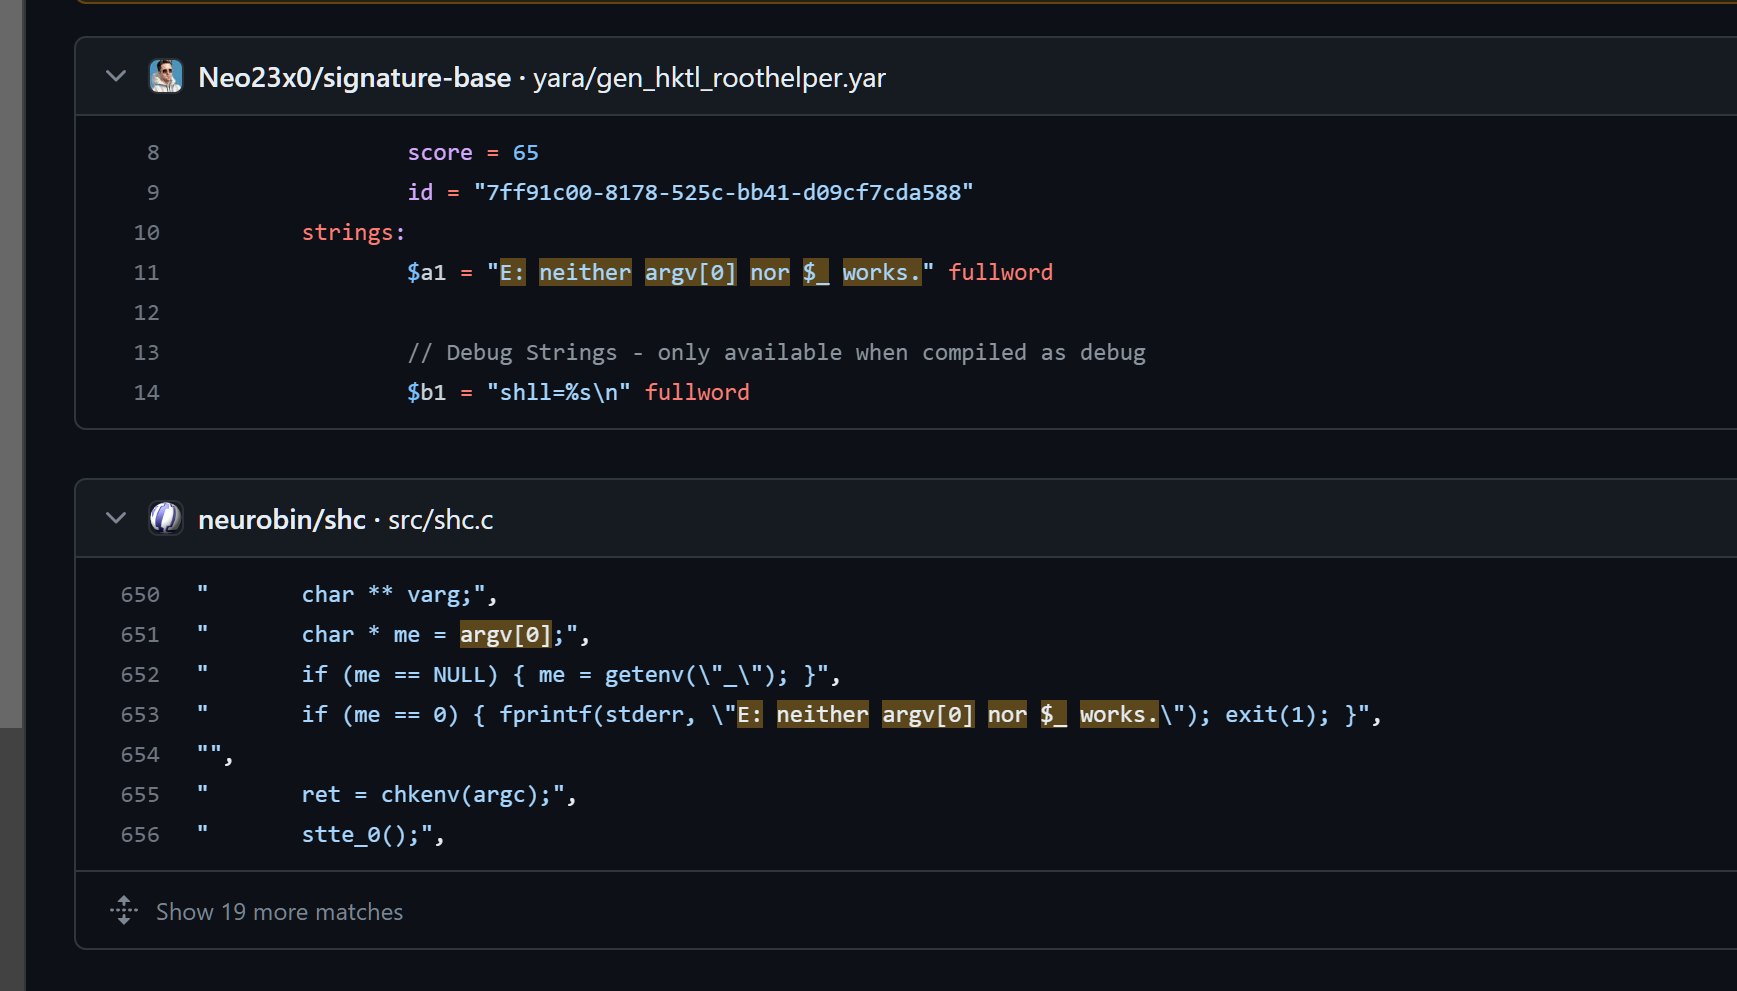 Neo23x0/signature-base · yara/gen_hktl_roothelper.yar
8 score = 65
9 id = "7ff91c00-8178-525c-bb41-d09cf7cda588"
10 strings:
11 $a1 = "E: neither argv[0] nor $_ works." fullword
12
13 // Debug Strings - only available when compiled as debug
14 $b1 = "shll=%s\n" fullword
neurobin/shc · src/shc.c
650 " char ** varg;",
651 " char * me = argv[0];",
652 " if (me == NULL) { me = getenv(\"_\"); }",
653 " if (me == 0) { fprintf(stderr, \"E: neither argv[0] nor $_ works.\"); exit(1); }",
654 "",
655 " ret = chkenv(argc);",
656 " stte_0();",
Show 19 more matches